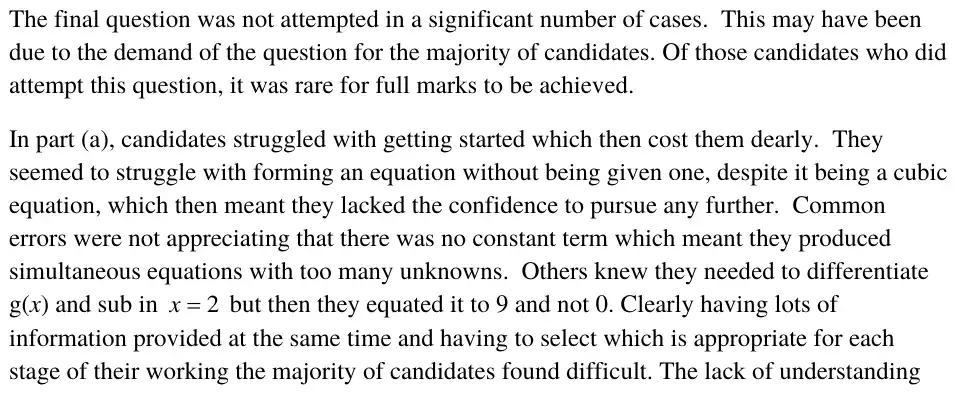 The final question was not attempted in a significant number of cases.  This may have been
due to the demand of the question for the majority of candidates. Of those candidates who did
attempt this question, it was rare for full marks to be achieved.
In part (a), candidates struggled with getting started which then cost them dearly.  They
seemed to struggle with forming an equation without being given one, despite it being a cubic
equation, which then meant they lacked the confidence to pursue any further.  Common
errors were not appreciating that there was no constant term which meant they produced
simultaneous equations with too many unknowns.  Others knew they needed to differentiate
g(x) and sub in x = 2 but then they equated it to 9 and not 0. Clearly having lots of
information provided at the same time and having to select which is appropriate for each
stage of their working the majority of candidates found difficult. The lack of understanding